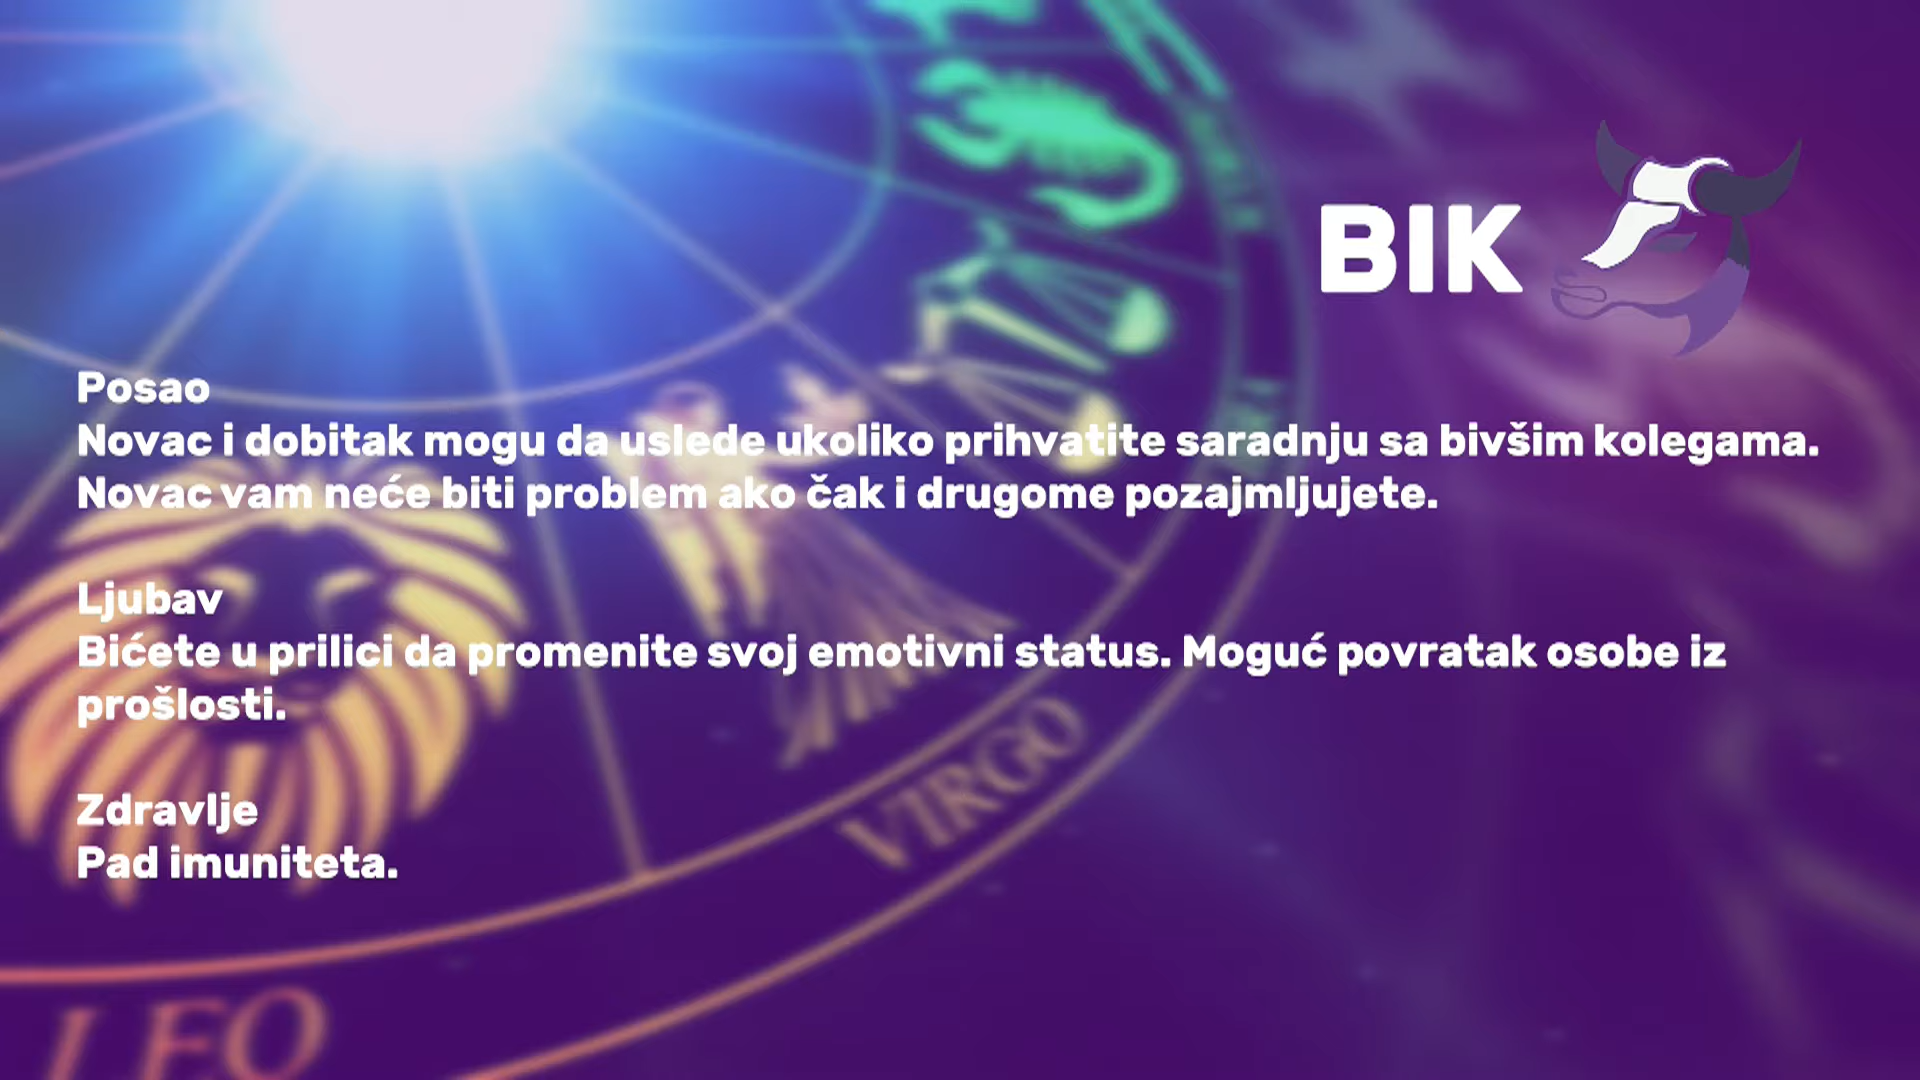 BIK
Posao
Novac i dobitak mogu da uslede ukoliko prihvatite saradnju sa bivšim kolegama.
Novac vam neće biti problem ako čak i drugome pozajmljujete.
Ljubav
Bićete u prilici da promenite svoj emotivni status. Moguć povratak osobe iz
prošlosti.
Zdravlje
Pad imuniteta.
VIRGO
LEO